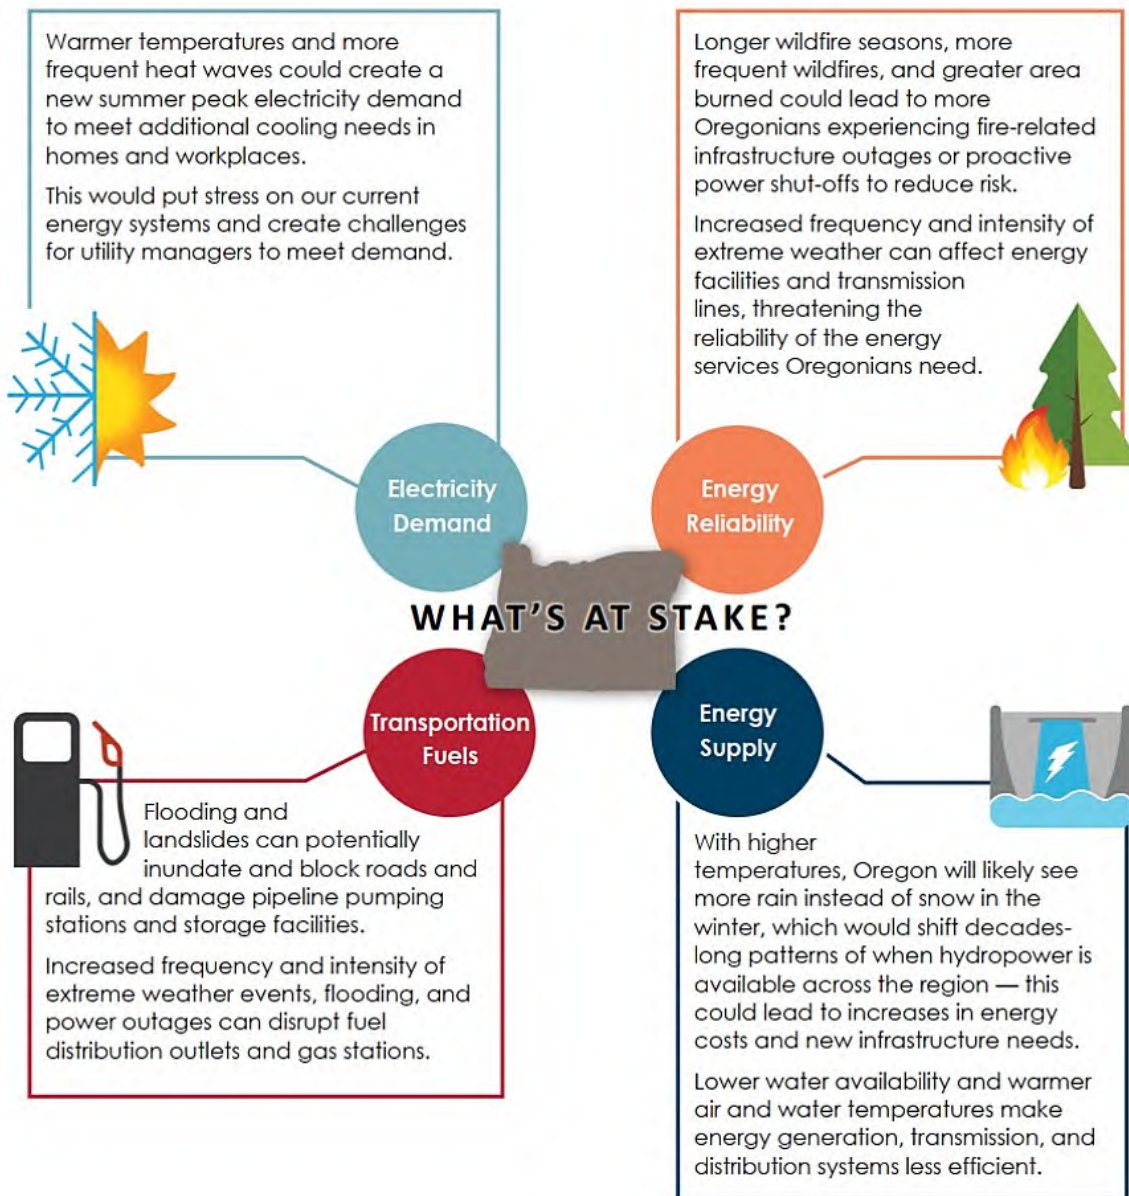 Warmer temperatures and more
frequent heat waves could create a
new summer peak electricity demand
to meet additional cooling needs in
homes and workplaces.
This would put stress on our current
energy systems and create challenges
for utility managers to meet demand.
Longer wildfire seasons, more
frequent wildfires, and greater area
burned could lead to more
Oregonians experiencing fire-related
infrastructure outages or proactive
power shut-offs to reduce risk.
Increased frequency and intensity of
extreme weather can affect energy
facilities and transmission
lines, threatening the
reliability of the energy
services Oregonians need.
Electricity
Demand
Energy
Reliability
WHAT'S AT STAKE?
Transportation
Fuels
Energy
Supply
Flooding and
landslides can potentially
inundate and block roads and
rails, and damage pipeline pumping
stations and storage facilities.
Increased frequency and intensity of
extreme weather events, flooding, and
power outages can disrupt fuel
distribution outlets and gas stations.
With higher
temperatures, Oregon will likely see
more rain instead of snow in the
winter, which would shift decades-
long patterns of when hydropower is
available across the region — this
could lead to increases in energy
costs and new infrastructure needs.
Lower water availability and warmer
air and water temperatures make
energy generation, transmission, and
distribution systems less efficient.